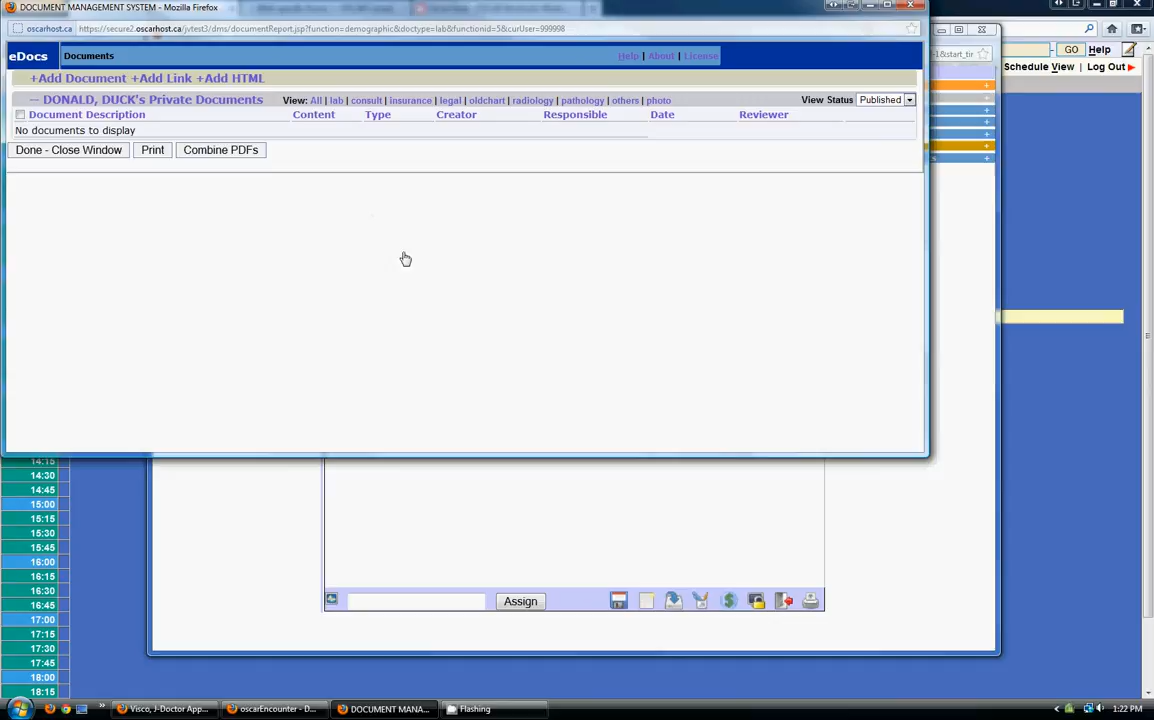 DOCUMENT MANAGEMENT SYSTEM - Mozilla Firefox
oscarhost.ca https://secure2.oscarhost.ca/jvtest3/dms/documentReport.jsp?function=demographic&doctype=lab&functionid=5&curUser=999998
-1&start_tir
eDocs Documents Help | About | License
GO Help
Schedule View | Log Out
+Add Document +Add Link +Add HTML
— DONALD, DUCK's Private Documents View: All | lab | consult | insurance | legal | oldchart | radiology | pathology | others | photo View Status Published
Document Description Content Type Creator Responsible Date Reviewer
No documents to display
Done - Close Window Print Combine PDFs
14:15
14:30
14:45
15:00
15:15
15:30
15:45
16:00
16:15
16:30
16:45
17:00
17:15
17:30
17:45
18:00
18:15
Assign
Visco, J-Doctor App... oscarEncounter - D... DOCUMENT MANA... Flashing 1:22 PM